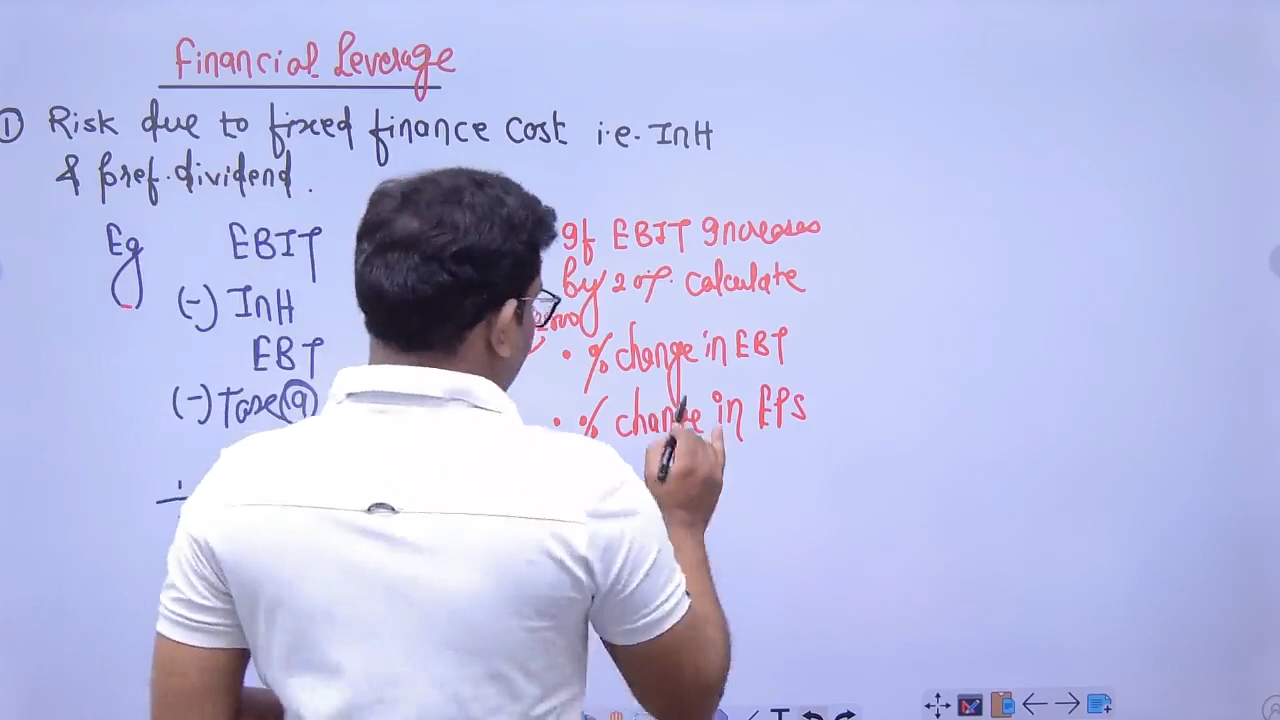 Financial Leverage
① Risk due to fixed finance cost i.e. Int
& pref. dividend.
Eg EBIT
(-) Int
EBT
(-) Tax @
If EBIT Increases
by 20% calculate
• % change in EBT
• % change in EPS